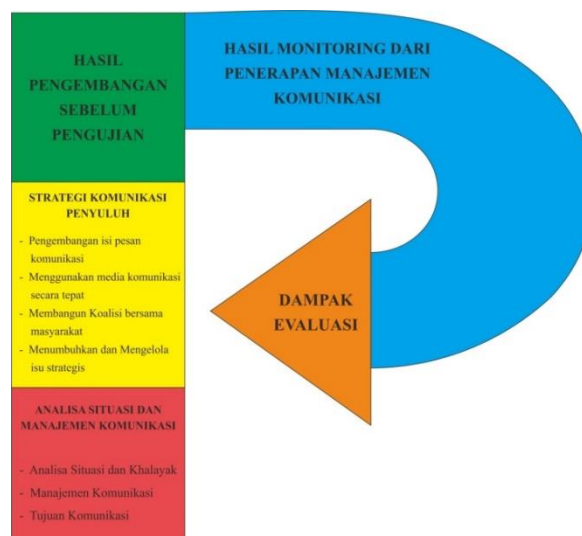 HASIL
PENGEMBANGAN
SEBELUM
PENGUJIAN
HASIL MONITORING DARI
PENERAPAN MANAJEMEN
KOMUNIKASI
STRATEGI KOMUNIKASI
PENYULUH
- Pengembangan isi pesan
komunikasi
- Menggunakan media komunikasi
secara tepat
- Membangun Koalisi bersama
masyarakat
- Menumbuhkan dan Mengelola
isu strategis
DAMPAK
EVALUASI
ANALISA SITUASI DAN
MANAJEMEN KOMUNIKASI
- Analisa Situasi dan Khalayak
- Manajemen Komunikasi
- Tujuan Komunikasi